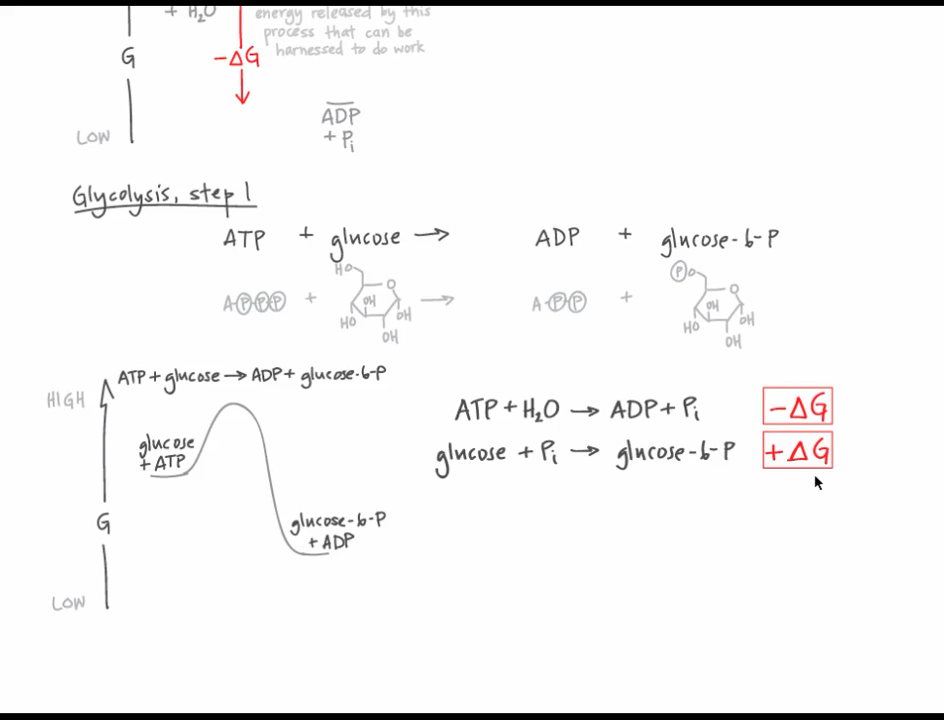 + H₂O
energy released by this
process that can be
harnessed to do work
G
-ΔG
LOW
ADP
+ Pi
Glycolysis, step 1
ATP + glucose → ADP + glucose-6-P
HO
O
OH
HO
OH
OH
A-P-P-P + →
A-P-P +
P O
O
OH
HO
OH
OH
HIGH
ATP + glucose → ADP + glucose-6-P
glucose
+ ATP
G
glucose-6-P
+ ADP
LOW
ATP + H₂O → ADP + Pi -ΔG
glucose + Pi → glucose-6-P +ΔG